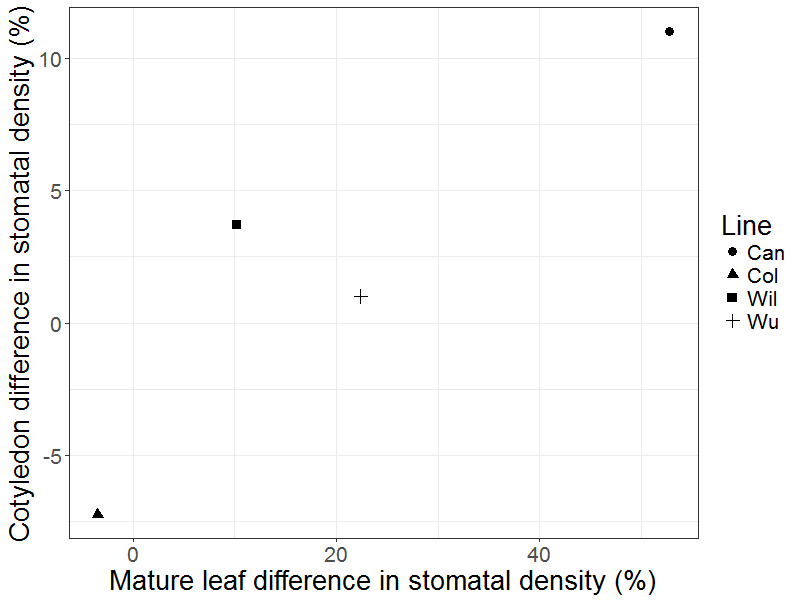 Cotyledon difference in stomatal density (%)
10
5
0
-5
0 20 40
Mature leaf difference in stomatal density (%)
Line
Can
Col
Wil
Wu